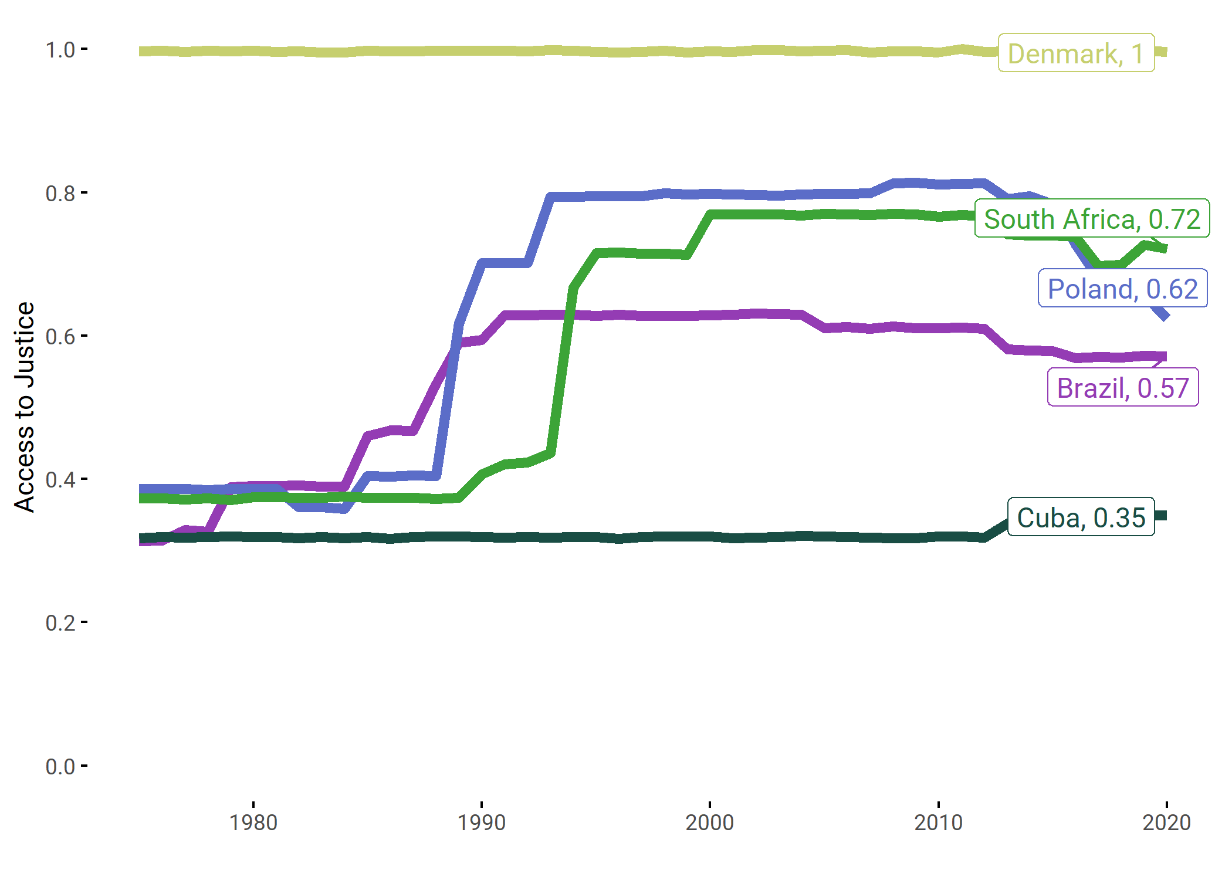 1.0
Denmark, 1
0.8
South Africa, 0.72
Poland, 0.62
0.6
Brazil, 0.57
Access to Justice
0.4
Cuba, 0.35
0.2
0.0
1980 1990 2000 2010 2020